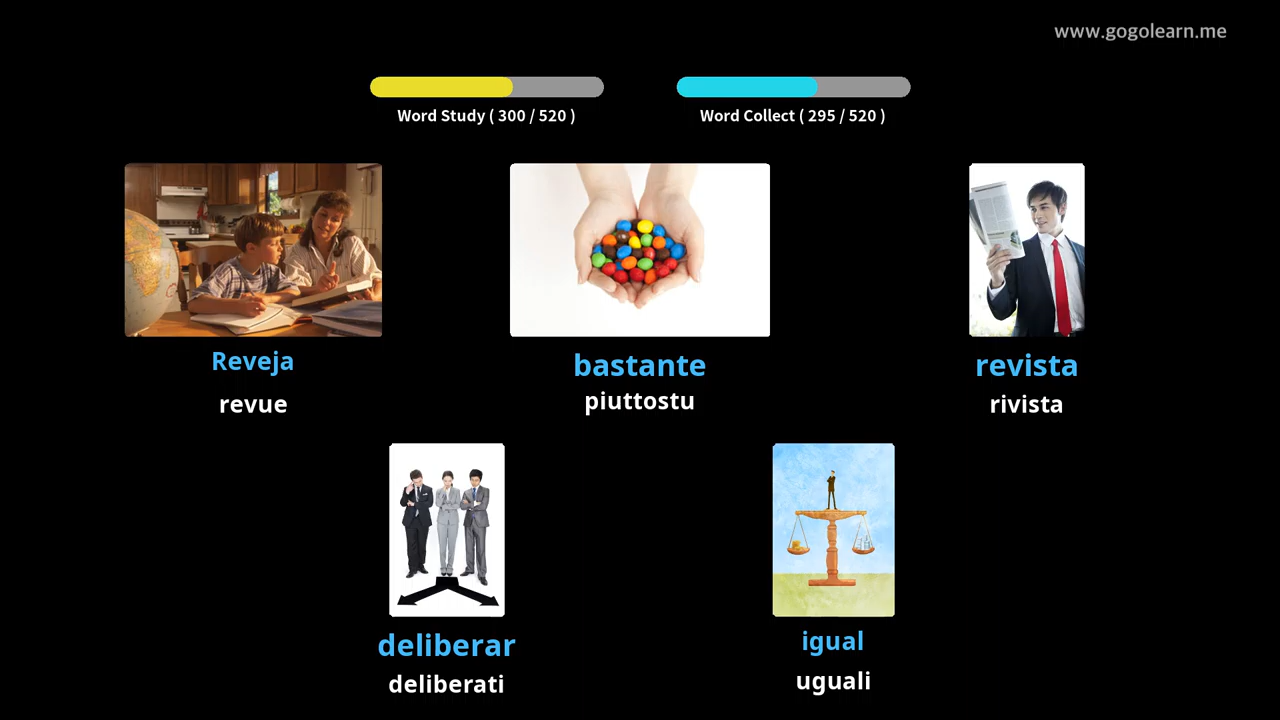 www.gogolearn.me
Word Study ( 300 / 520 )
Word Collect ( 295 / 520 )
Reveja
revue
bastante
piuttostu
revista
rivista
deliberar
deliberati
igual
uguali